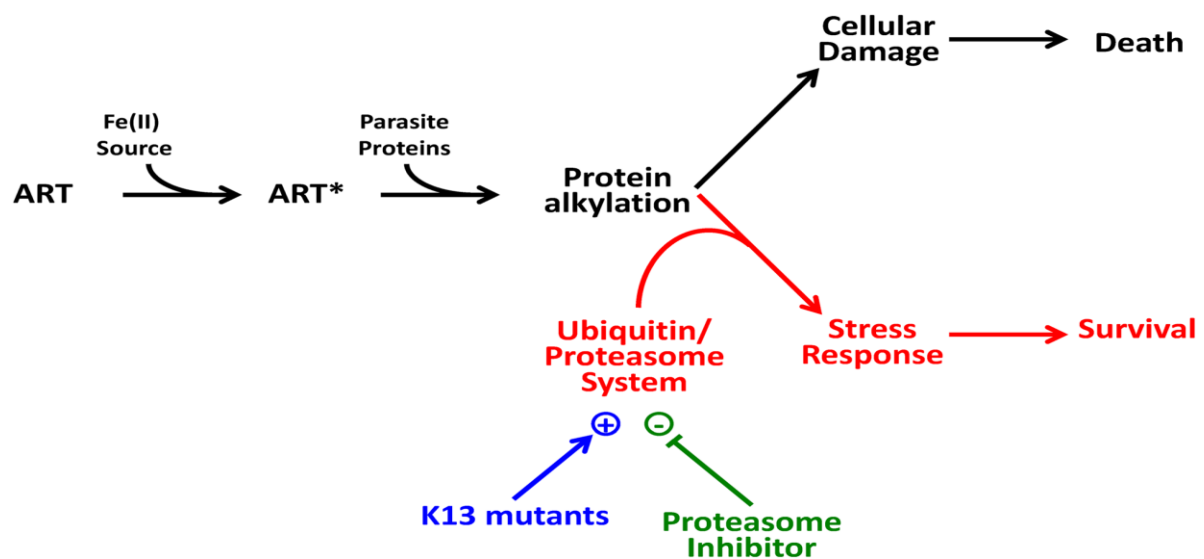 Cellular
Damage
Death
Fe(II)
Source
Parasite
Proteins
ART
ART*
Protein
alkylation
Ubiquitin/
Proteasome
System
Stress
Response
Survival
+
-
K13 mutants
Proteasome
Inhibitor